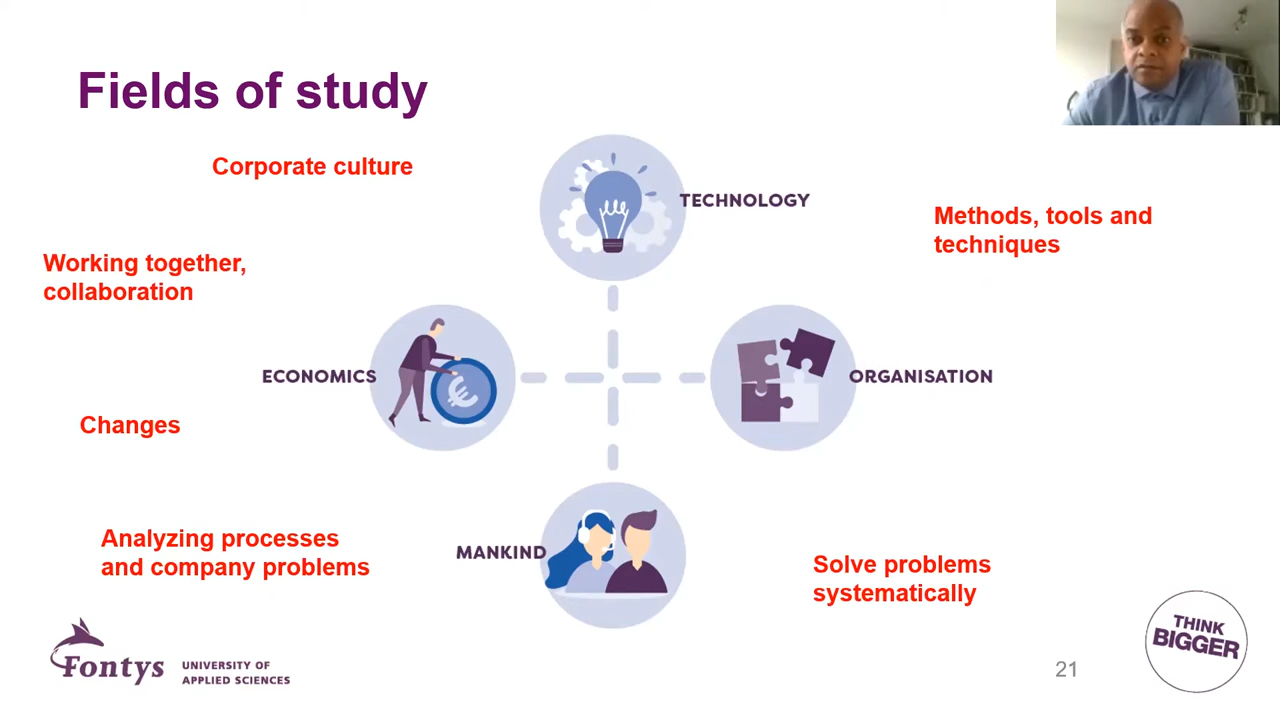 Fields of study
Corporate culture
TECHNOLOGY
Methods, tools and
techniques
Working together,
collaboration
ECONOMICS
€
ORGANISATION
Changes
Analyzing processes
and company problems
MANKIND
Solve problems
systematically
Fontys
UNIVERSITY OF
APPLIED SCIENCES
21
THINK
BIGGER